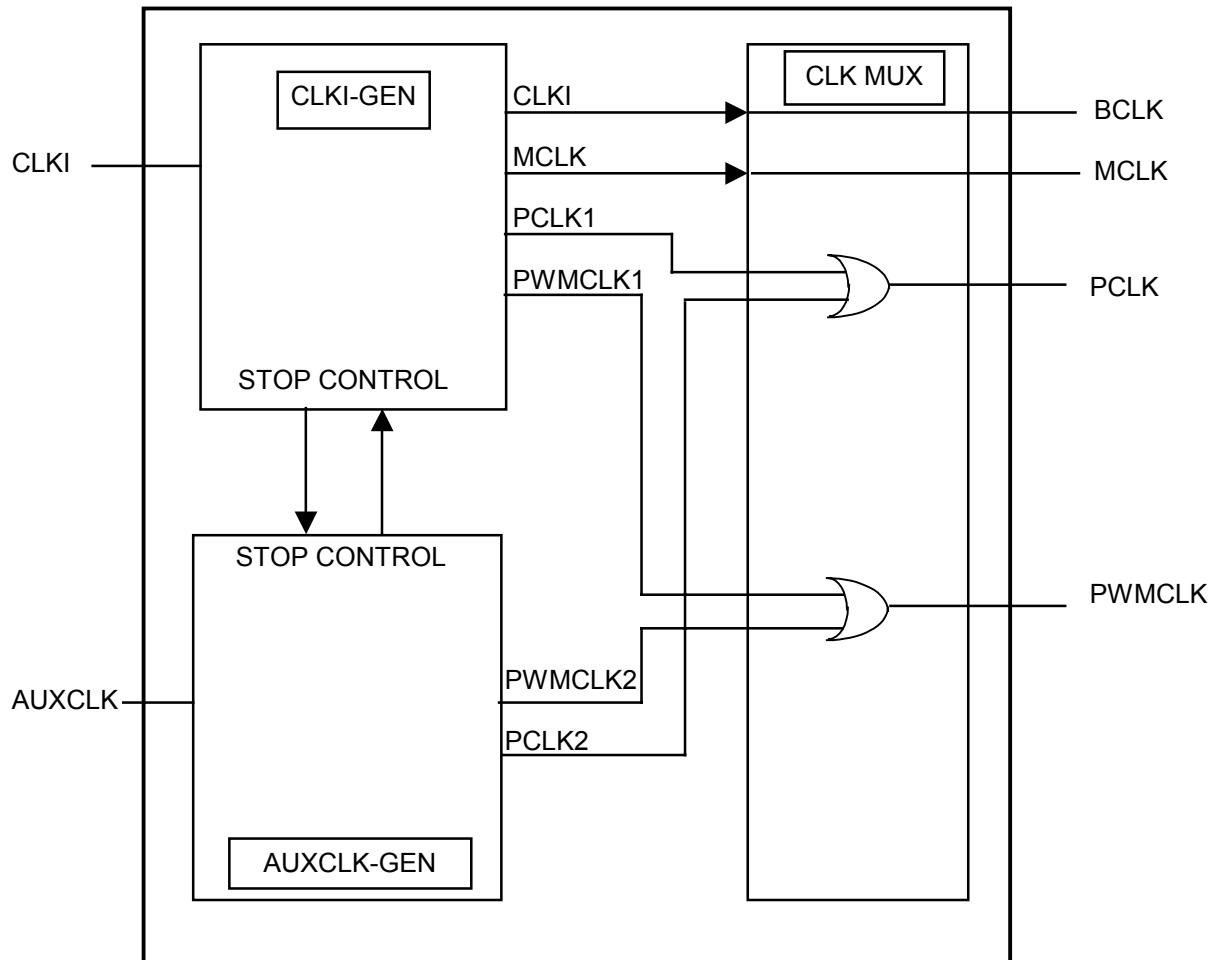 CLKI-GEN
CLKI
MCLK
PCLK1
PWMCLK1
STOP CONTROL
CLKI
CLK MUX
BCLK
MCLK
PCLK
PWMCLK
STOP CONTROL
AUXCLK
PWMCLK2
PCLK2
AUXCLK-GEN